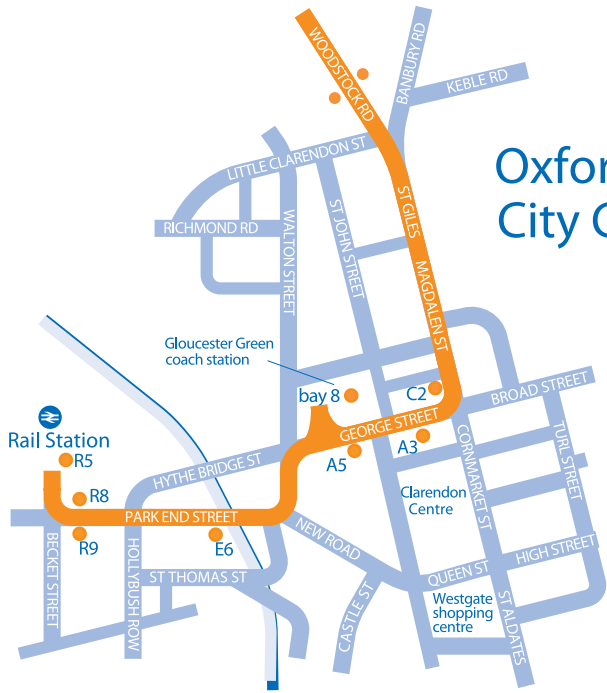 WOODSTOCK RD
BANBURY RD
KEBLE RD
LITTLE CLARENDON ST
Oxfor
City C
ST GILES
WALTON STREET
ST JOHN STREET
RICHMOND RD
MAGDALEN ST
Gloucester Green
coach station
bay 8
C2
BROAD STREET
GEORGE STREET
Rail Station
R5
HYTHE BRIDGE ST
A5
A3
CORNMARKET ST
TURL STREET
R8
Clarendon
Centre
PARK END STREET
R9
E6
NEW ROAD
BECKET STREET
HOLLYBUSH ROW
ST THOMAS ST
QUEEN ST
HIGH STREET
CASTLE ST
Westgate
shopping
centre
ST ALDATES